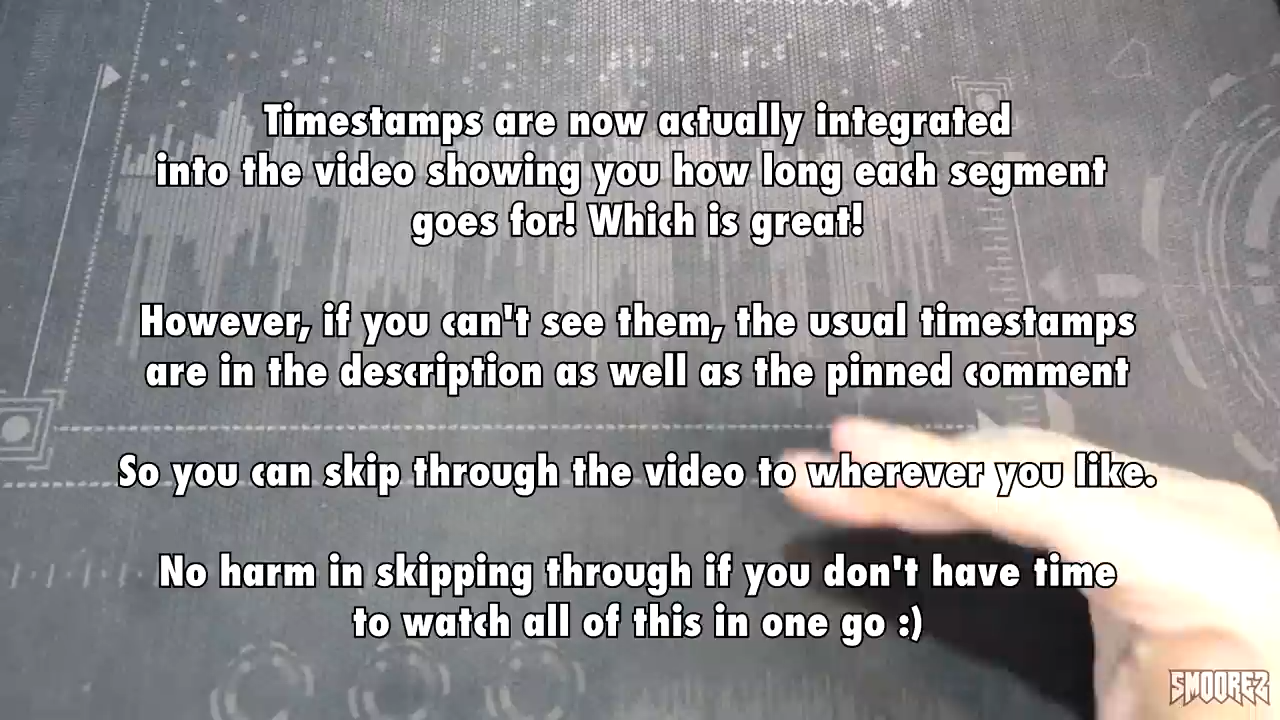 Timestamps are now actually integrated
into the video showing you how long each segment
goes for! Which is great!
However, if you can't see them, the usual timestamps
are in the description as well as the pinned comment
So you can skip through the video to wherever you like.
No harm in skipping through if you don't have time
to watch all of this in one go :)
SMOOREZ